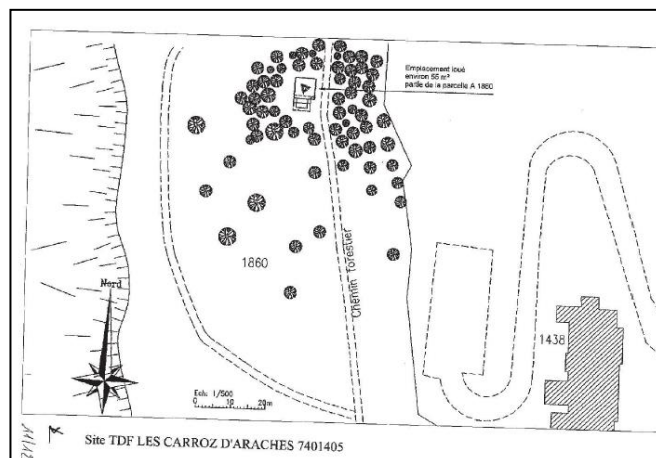 Emplacement loué
environ 55 m²
partie de la parcelle A 1860
1860
Chemin forestier
Nord
1438
Echs 1/500
0 10 20m
Site TDF LES CARROZ D'ARACHES 7401405